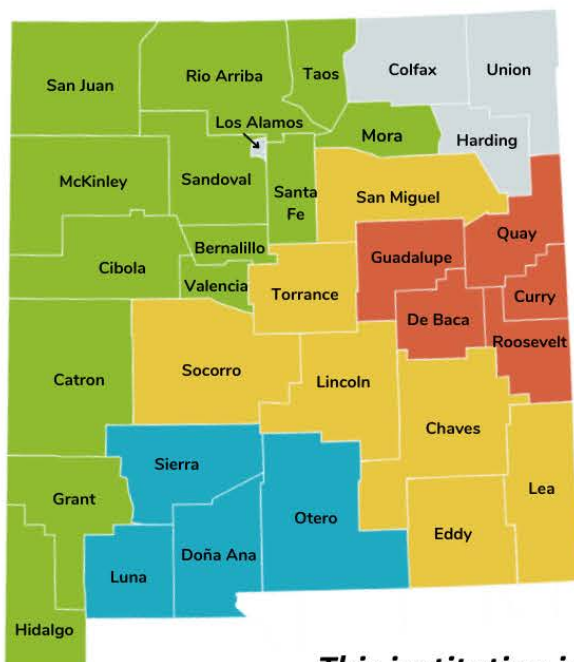 San Juan
Rio Arriba
Taos
Colfax
Union
Los Alamos
Mora
Harding
McKinley
Sandoval
Santa
Fe
San Miguel
Bernalillo
Quay
Cibola
Guadalupe
Valencia
Torrance
Curry
De Baca
Roosevelt
Catron
Socorro
Lincoln
Chaves
Sierra
Grant
Lea
Otero
Eddy
Doña Ana
Luna
Hidalgo